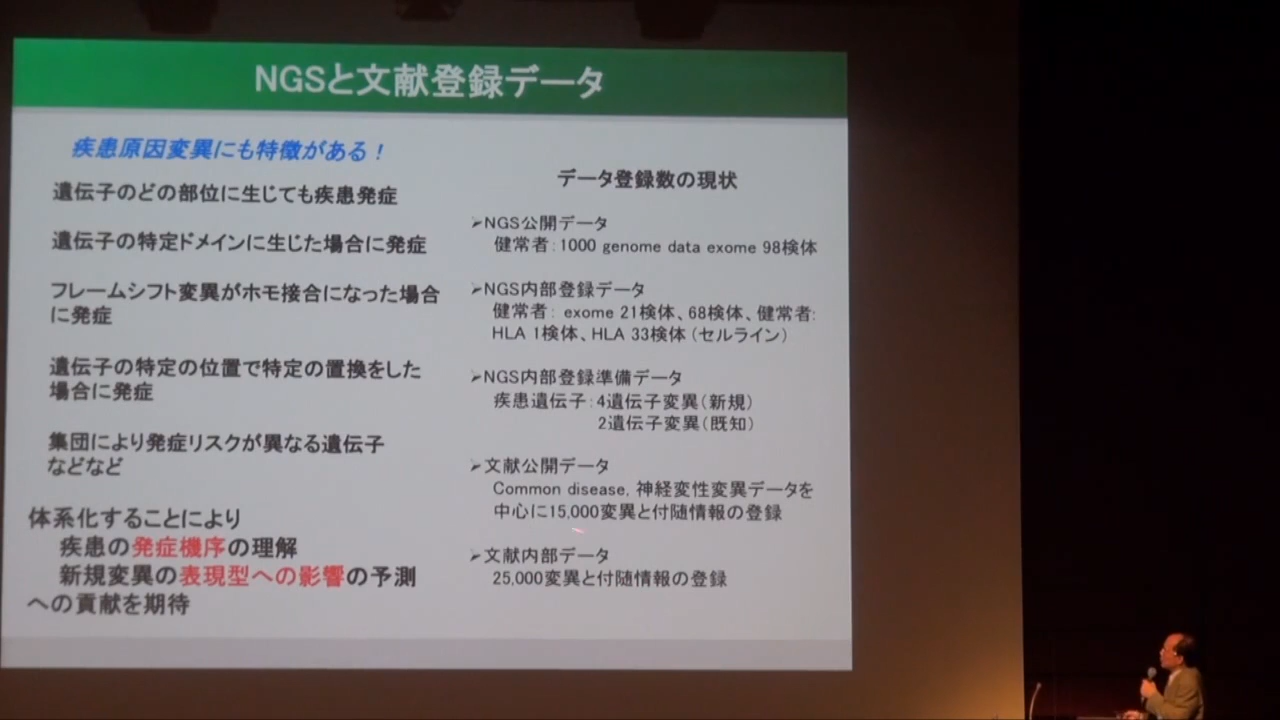 NGSと文献登録データ
疾患原因変異にも特徴がある！
遺伝子のどの部位に生じても疾患発症
遺伝子の特定ドメインに生じた場合に発症
フレームシフト変異がホモ接合になった場合
に発症
遺伝子の特定の位置で特定の置換をした
場合に発症
集団により発症リスクが異なる遺伝子
などなど
体系化することにより
疾患の発症機序の理解
新規変異の表現型への影響の予測
への貢献を期待
データ登録数の現状
➢NGS公開データ
健常者：1000 genome data exome 98検体
➢NGS内部登録データ
健常者： exome 21検体、68検体、健常者：
HLA 1検体、HLA 33検体（セルライン）
➢NGS内部登録準備データ
疾患遺伝子：4遺伝子変異（新規）
2遺伝子変異（既知）
➢文献公開データ
Common disease, 神経変性変異データを
中心に15,000変異と付随情報の登録
➢文献内部データ
25,000変異と付随情報の登録